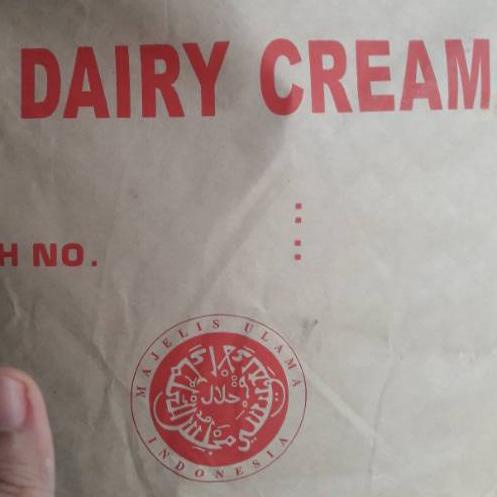 DAIRY CREAM
:
H NO. :
MAJELIS ULAMA
حلال
INDONESIA